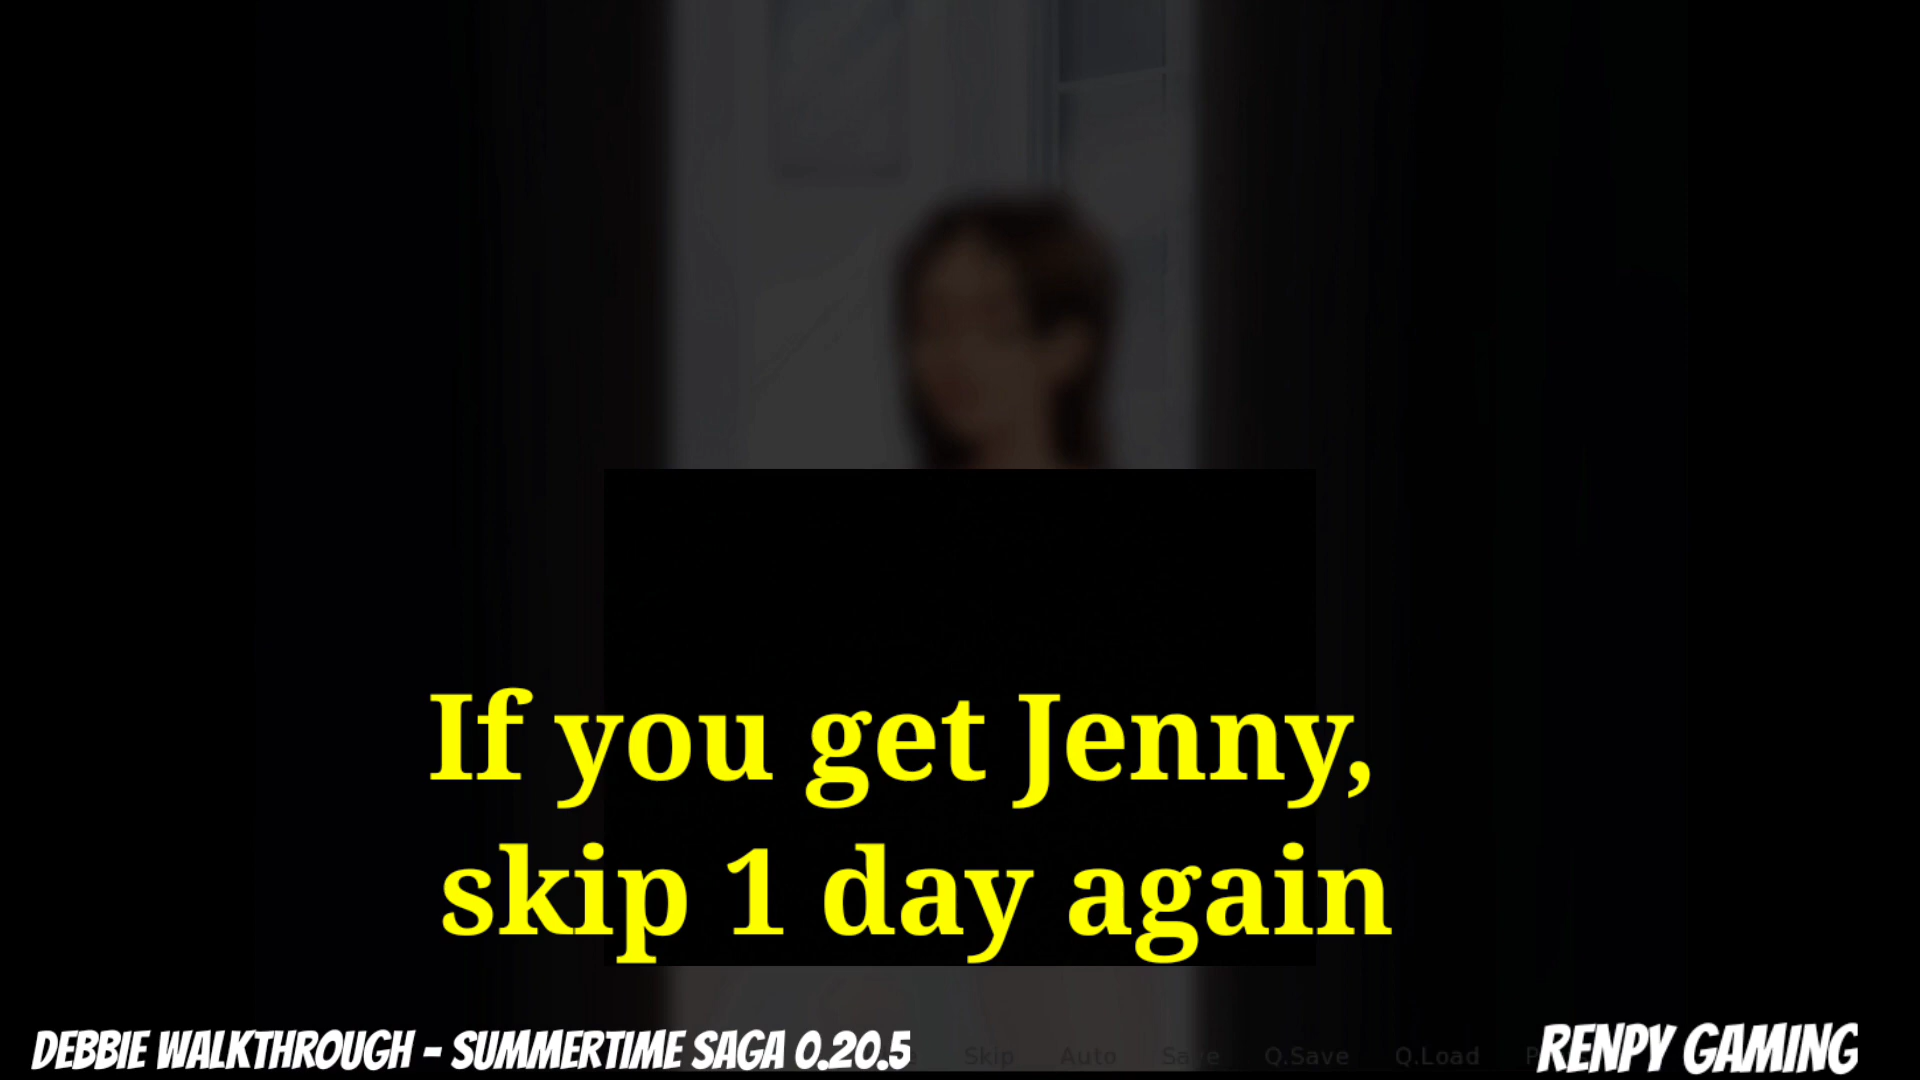 If you get Jenny,
skip 1 day again
DEBBIE WALKTHROUGH - SUMMERTIME SAGA 0.20.5
Skip Auto Save Q.Save Q.Load
RENPY GAMING